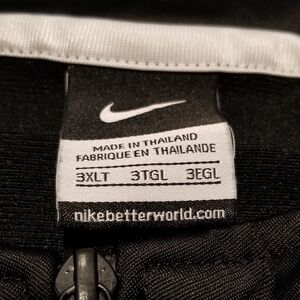 MADE IN THAILAND
FABRIQUE EN THAILANDE
3XLT 3TGL 3EGL
nikebetterworld.com